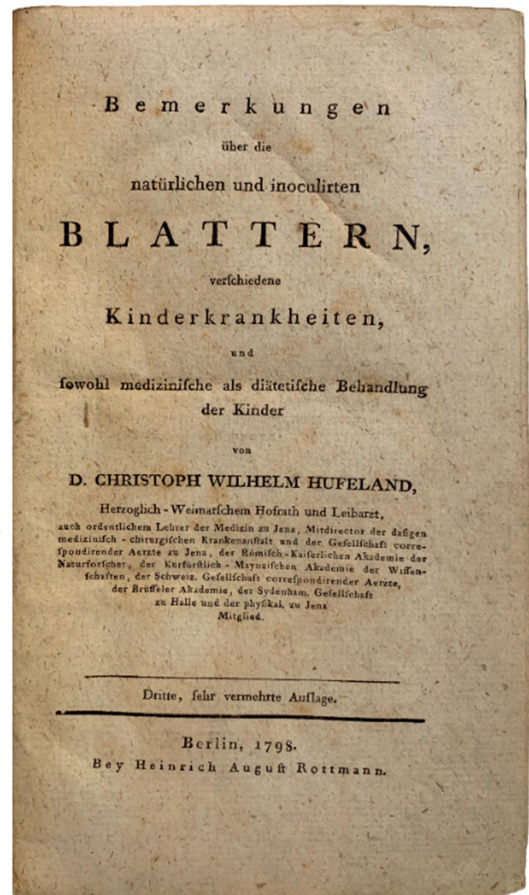 Bemerkungen
über die
natürlichen und inoculirten
BLATTERN,
verſchiedene
Kinderkrankheiten,
und
ſowohl mediziniſche als diätetiſche Behandlung
der Kinder
von
D. CHRISTOPH WILHELM HUFELAND,
Herzoglich-Weimarſchem Hofrath und Leibarzt,
auch ordentlichem Lehrer der Medizin zu Jena, Mitdirector der daſigen
mediziniſch-chirurgiſchen Krankenanſtalt und der Geſellſchaft corre-
ſpondirender Aerzte zu Jena, der Römiſch-Kaiſerlichen Akademie der
Naturforſcher, der Kurfürſtlich-Maynziſchen Akademie der Wiſſen-
ſchaften, der Schweiz. Geſellſchaft correſpondirender Aerzte,
der Brüſſeler Akademie, der Sydenham. Geſellſchaft
zu Halle und der phyſikal. zu Jena
Mitglied.
Dritte, ſehr vermehrte Auflage.
Berlin, 1798.
Bey Heinrich Auguſt Rottmann.